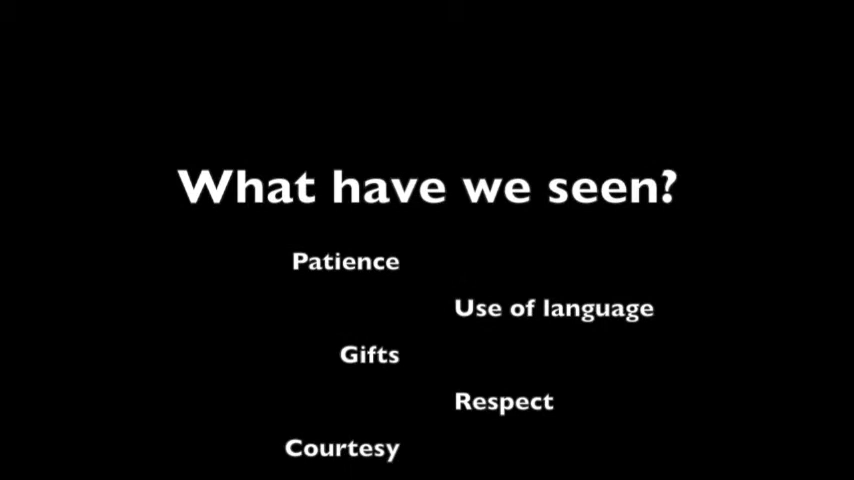 What have we seen?
Patience
Use of language
Gifts
Respect
Courtesy